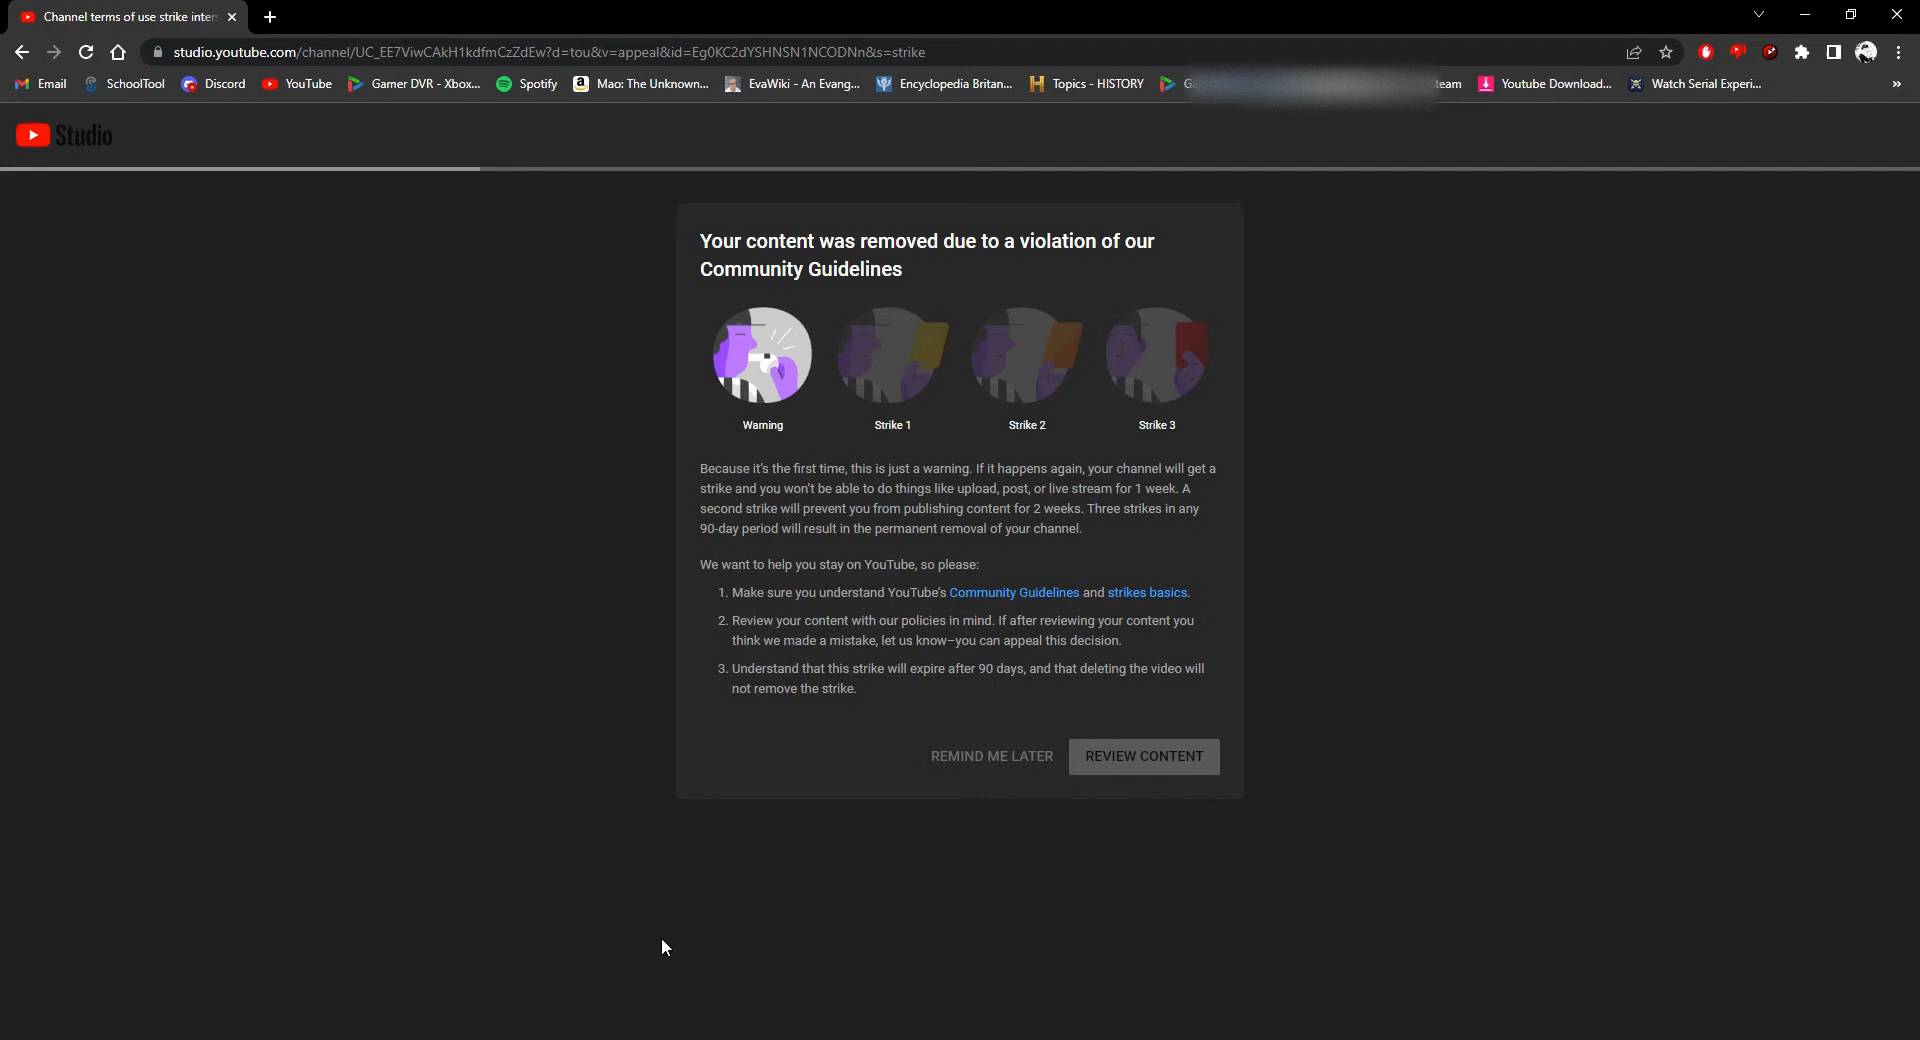 Channel terms of use strike inters
studio.youtube.com/channel/UC_EE7ViwCAkH1kdfmCzZdEw?d=tou&v=appeal&id=Eg0KC2dYSHNSN1NCODNn&s=strike
Email SchoolTool Discord YouTube Gamer DVR - Xbox... Spotify Mao: The Unknown... EvaWiki - An Evang... Encyclopedia Britan... Topics - HISTORY Youtube Download... Watch Serial Experi... »
Studio
Your content was removed due to a violation of our
Community Guidelines
Warning Strike 1 Strike 2 Strike 3
Because it's the first time, this is just a warning. If it happens again, your channel will get a
strike and you won't be able to do things like upload, post, or live stream for 1 week. A
second strike will prevent you from publishing content for 2 weeks. Three strikes in any
90-day period will result in the permanent removal of your channel.
We want to help you stay on YouTube, so please:
1. Make sure you understand YouTube's Community Guidelines and strikes basics.
2. Review your content with our policies in mind. If after reviewing your content you
think we made a mistake, let us know–you can appeal this decision.
3. Understand that this strike will expire after 90 days, and that deleting the video will
not remove the strike.
REMIND ME LATER REVIEW CONTENT